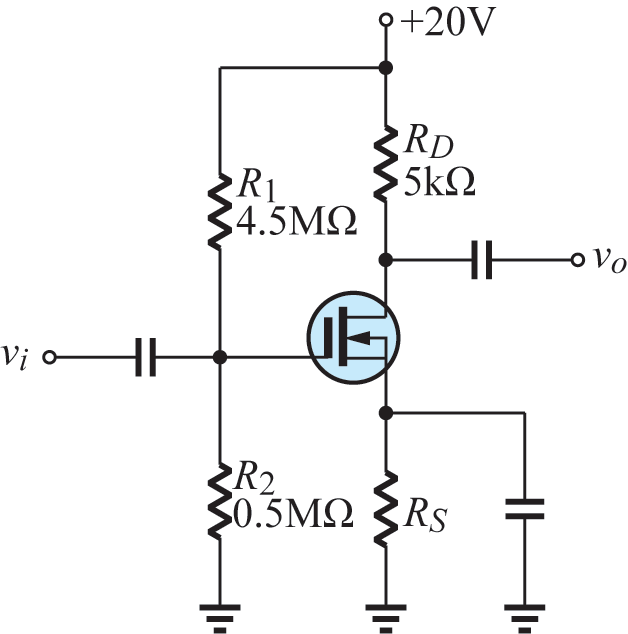 +20V
R_D
5kΩ
R_1
4.5MΩ
v_o
v_i
R_2
0.5MΩ
R_S